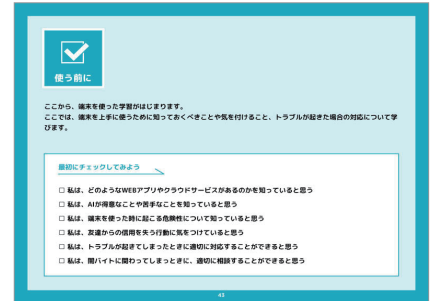 使う前に
ここから、端末を使った学習がはじまります。
ここでは、端末を上手に使うために知っておくべきことや気を付けること、トラブルが起きた場合の対応について学
びます。
最初にチェックしてみよう
□ 私は、どのようなWEBアプリやクラウドサービスがあるのかを知っていると思う
□ 私は、AIが得意なことや苦手なことを知っていると思う
□ 私は、端末を使った時に起こる危険性について知っていると思う
□ 私は、友達からの信用を失う行動に気をつけていると思う
□ 私は、トラブルが起きてしまったときに適切に対応することができると思う
□ 私は、闇バイトに関わってしまっときに、適切に相談することができると思う
43